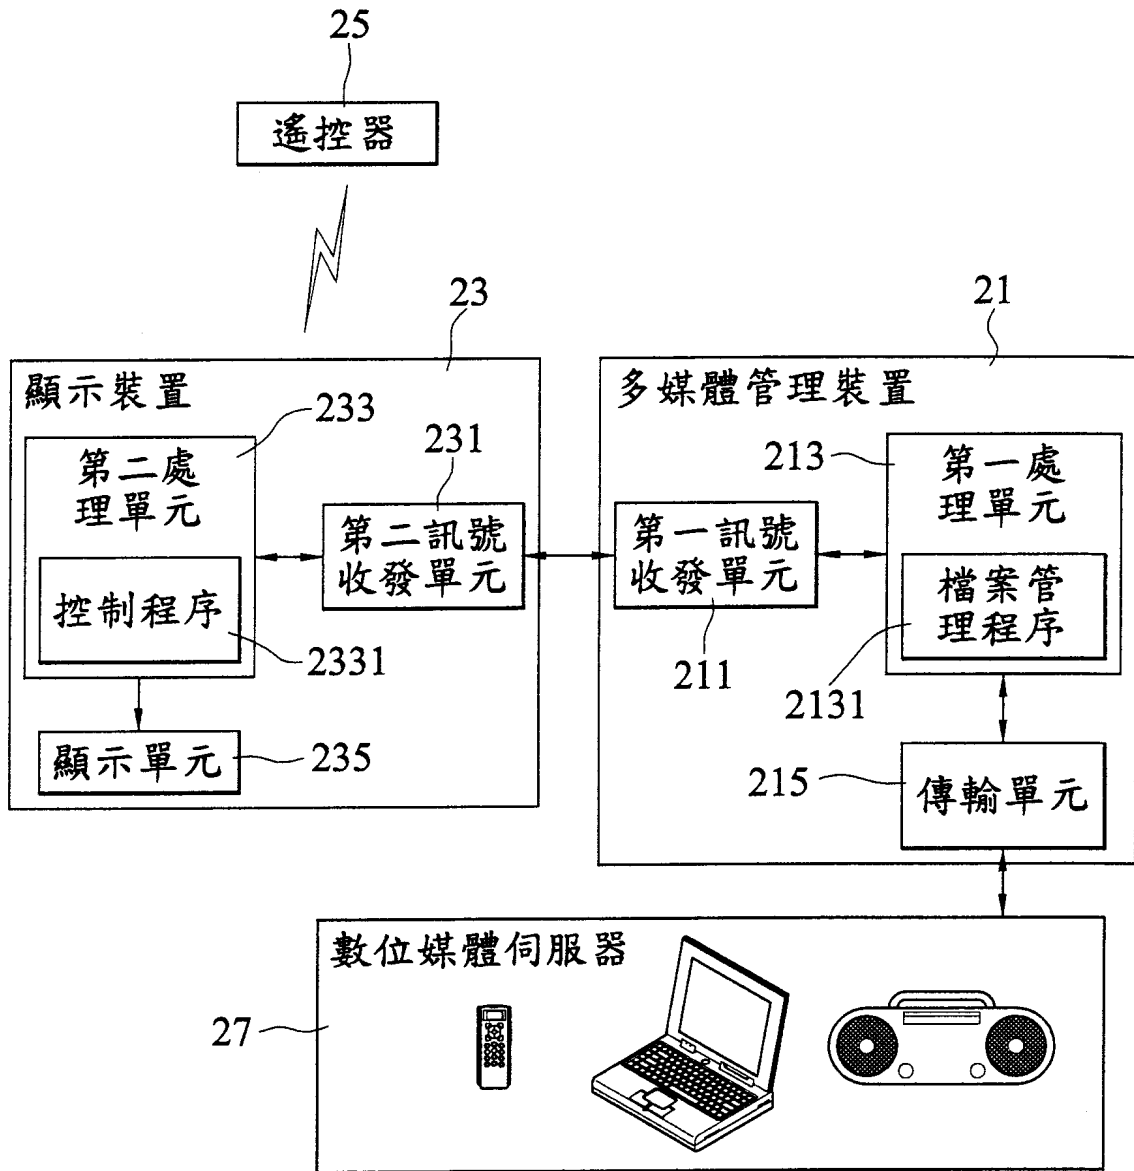 25
遙控器
23
21
顯示裝置
233
第二處
理單元
控制程序
2331
231
第二訊號
收發單元
顯示單元
235
多媒體管理裝置
213
第一處
理單元
第一訊號
收發單元
211
檔案管
理程序
2131
215
傳輸單元
數位媒體伺服器
27